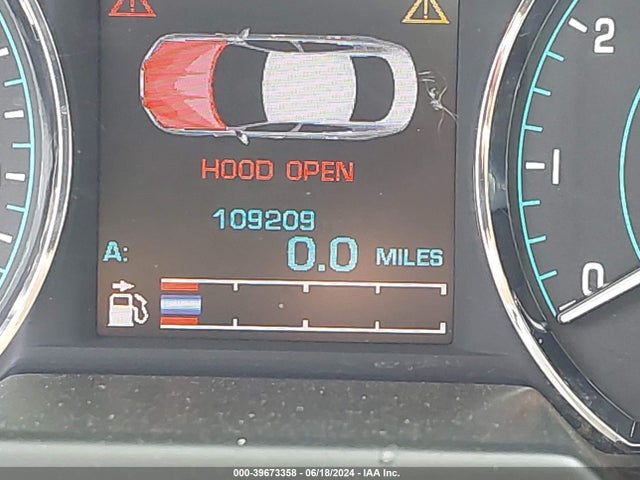 HOOD OPEN
109209
A: 0.0 MILES
2
1
0
000-39673358 - 06/18/2024 - IAA Inc.